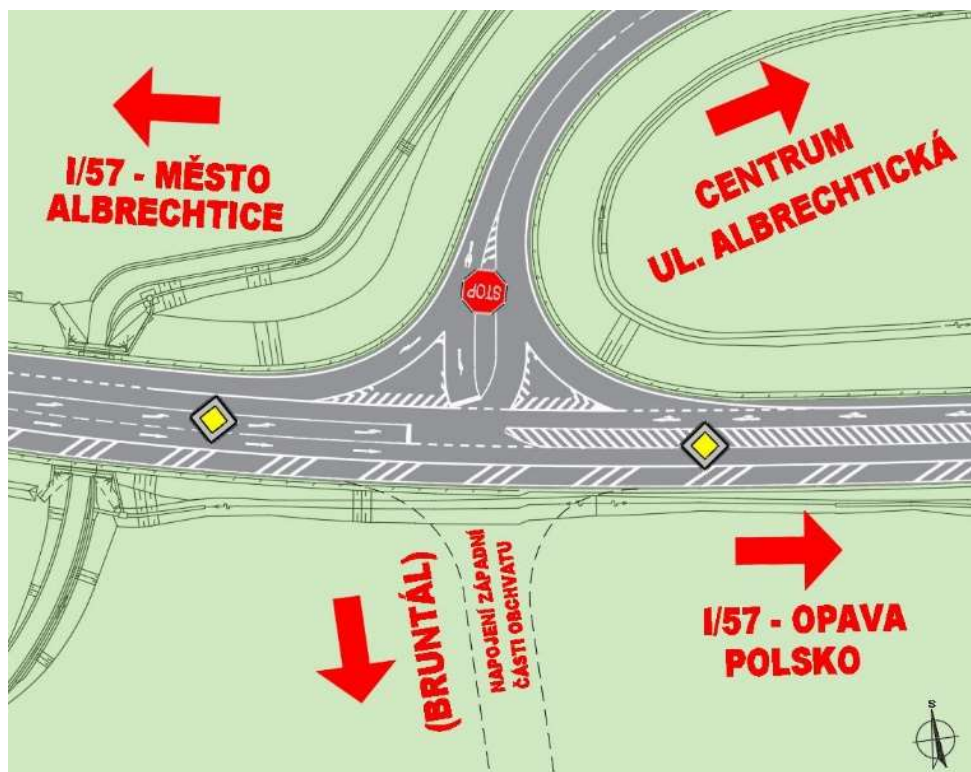 I/57 - MĚSTO
ALBRECHTICE
CENTRUM
UL. ALBRECHTICKÁ
STOP
(BRUNTÁL)
NAPOJENÍ ZÁPADNÍ
ČÁSTI OBCHVATU
I/57 - OPAVA
POLSKO
S